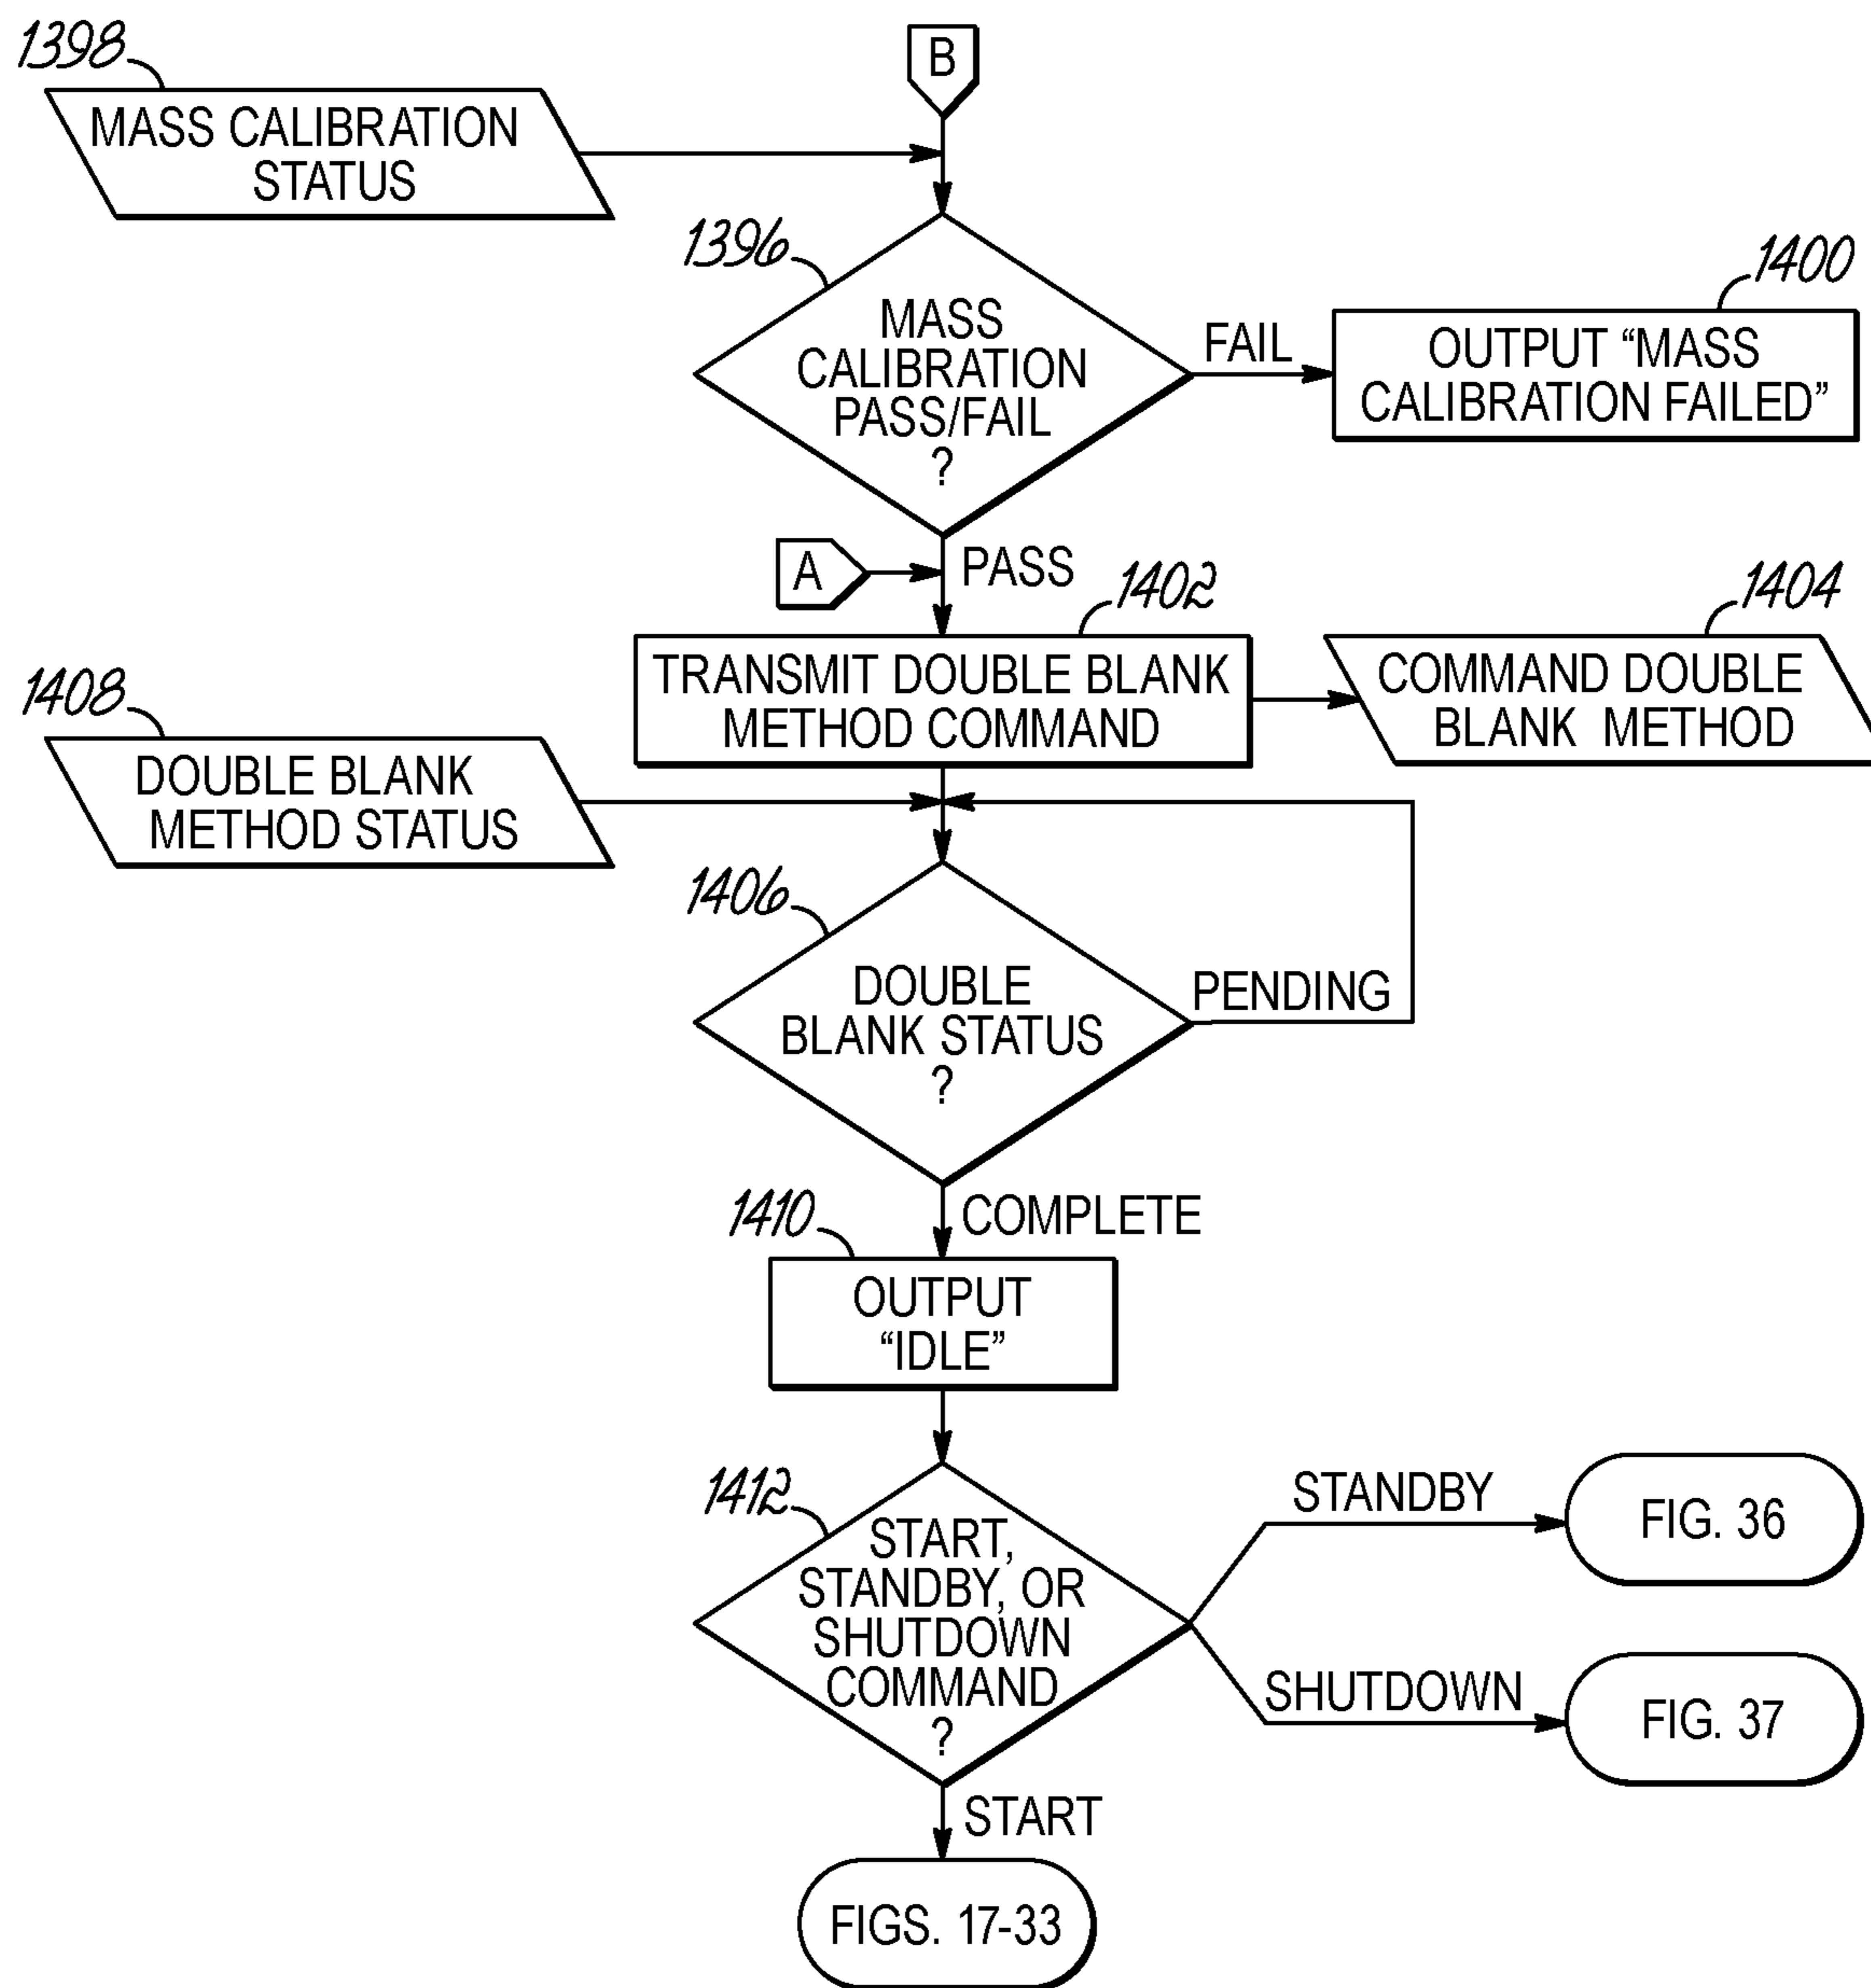 1398
B
MASS CALIBRATION
STATUS
1396
MASS
CALIBRATION
PASS/FAIL
?
FAIL
1400
OUTPUT “MASS
CALIBRATION FAILED”
A
PASS
1402
TRANSMIT DOUBLE BLANK
METHOD COMMAND
1404
COMMAND DOUBLE
BLANK METHOD
1408
DOUBLE BLANK
METHOD STATUS
1406
DOUBLE
BLANK STATUS
?
PENDING
COMPLETE
1410
OUTPUT
“IDLE”
1412
START,
STANDBY, OR
SHUTDOWN
COMMAND
?
STANDBY
FIG. 36
SHUTDOWN
FIG. 37
START
FIGS. 17-33